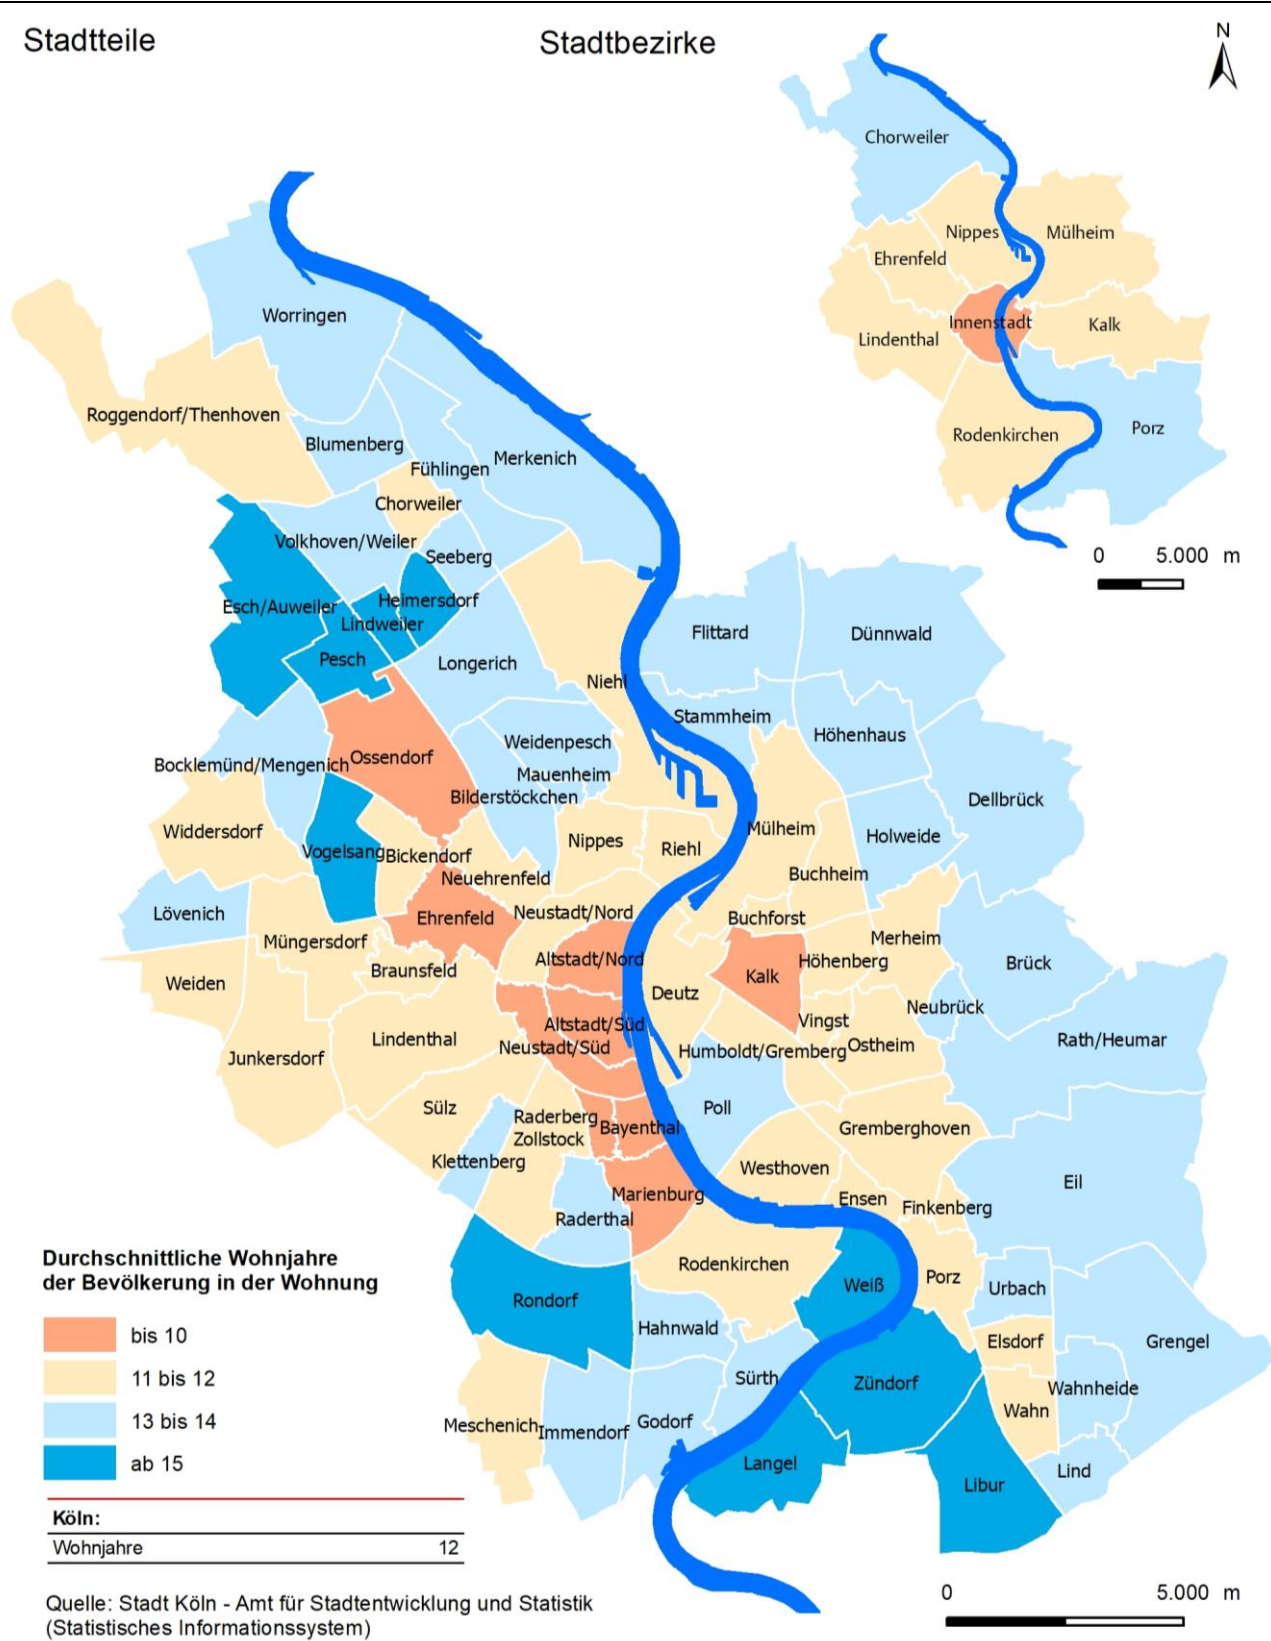 Stadtteile
Stadtbezirke
N
Chorweiler
Nippes
Mülheim
Ehrenfeld
Innenstadt
Kalk
Lindenthal
Rodenkirchen
Porz
0 5.000 m
Worringen
Roggendorf/Thenhoven
Blumenberg
Merkenich
Fühlingen
Chorweiler
Volkhoven/Weiler
Seeberg
Heimersdorf
Esch/Auweiler
Lindweiler
Pesch
Longerich
Flittard
Dünnwald
Niehl
Stammheim
Höhenhaus
Weidenpesch
Ossendorf
Bocklemünd/Mengenich
Mauenheim
Bilderstöckchen
Dellbrück
Widdersdorf
Mülheim
Holweide
Nippes
Riehl
Vogelsang
Bickendorf
Buchheim
Neuehrenfeld
Lövenich
Ehrenfeld
Neustadt/Nord
Buchforst
Müngersdorf
Merheim
Altstadt/Nord
Höhenberg
Brück
Braunsfeld
Kalk
Weiden
Deutz
Neubrück
Vingst
Altstadt/Süd
Lindenthal
Rath/Heumar
Neustadt/Süd
Humboldt/Gremberg
Ostheim
Junkersdorf
Sülz
Poll
Raderberg
Bayenthal
Gremberghoven
Zollstock
Klettenberg
Westhoven
Eil
Marienburg
Ensen
Finkenberg
Raderthal
Rodenkirchen
Porz
Weiß
Urbach
Rondorf
Hahnwald
Elsdorf
Grengel
Sürth
Zündorf
Wahnheide
Wahn
Godorf
Meschenich
Immendorf
Langel
Lind
Libur
Durchschnittliche Wohnjahre
der Bevölkerung in der Wohnung
bis 10
11 bis 12
13 bis 14
ab 15
Köln:
Wohnjahre 12
Quelle: Stadt Köln - Amt für Stadtentwicklung und Statistik
(Statistisches Informationssystem)
0 5.000 m